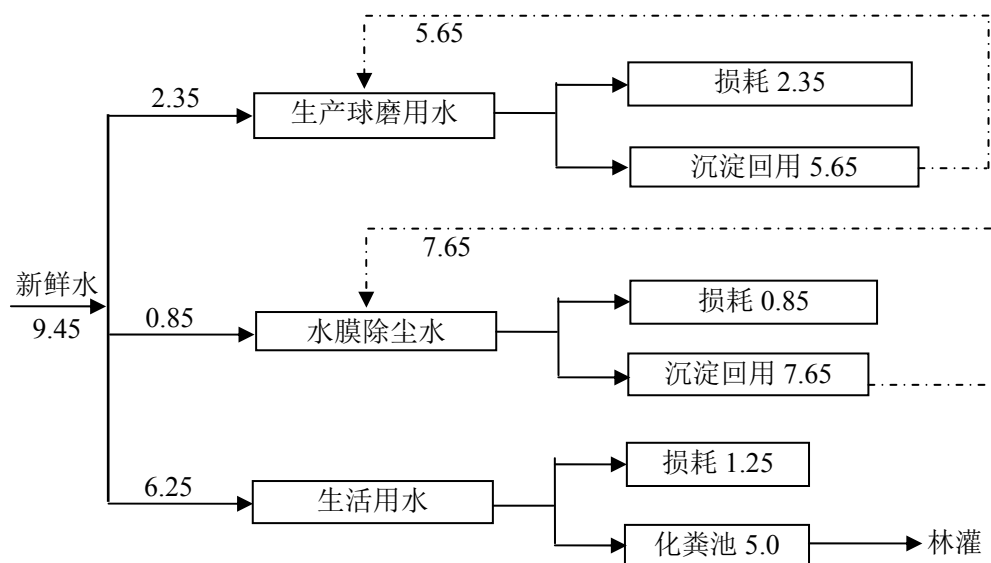 5.65
损耗 2.35
2.35
生产球磨用水
沉淀回用 5.65
7.65
新鲜水
9.45
损耗 0.85
0.85
水膜除尘水
沉淀回用 7.65
损耗 1.25
6.25
生活用水
化粪池 5.0
林灌